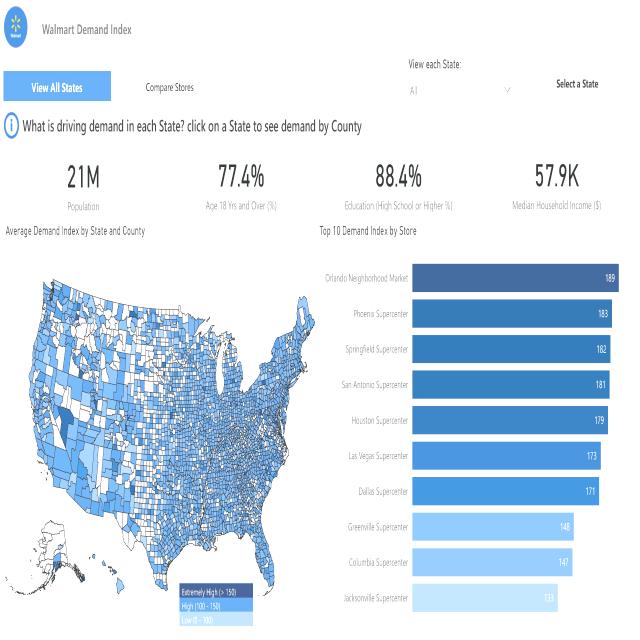 Walmart
Walmart Demand Index
View All States
Compare Stores
View each State:
All
Select a State
What is driving demand in each State? click on a State to see demand by County
21M
Population
77.4%
Age 18 Yrs and Over (%)
88.4%
Education (High School or Higher %)
57.9K
Median Household Income ($)
Average Demand Index by State and County
Extremely High (> 150)
High (100 - 150)
Low (0 - 100)
Top 10 Demand Index by Store
Orlando Neighborhood Market 189
Phoenix Supercenter 183
Springfield Supercenter 182
San Antonio Supercenter 181
Houston Supercenter 179
Las Vegas Supercenter 173
Dallas Supercenter 171
Greenville Supercenter 148
Columbia Supercenter 147
Jacksonville Supercenter 133